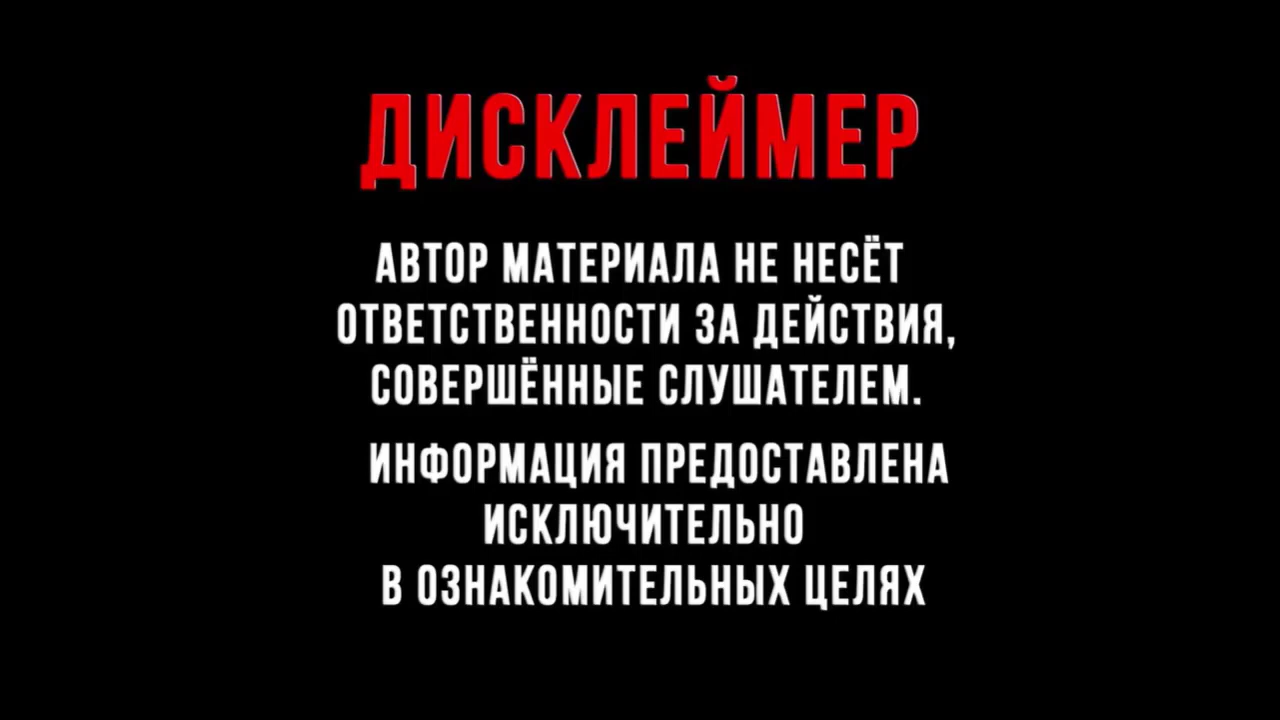 ДИСКЛЕЙМЕР
АВТОР МАТЕРИАЛА НЕ НЕСЁТ
ОТВЕТСТВЕННОСТИ ЗА ДЕЙСТВИЯ,
СОВЕРШЁННЫЕ СЛУШАТЕЛЕМ.
ИНФОРМАЦИЯ ПРЕДОСТАВЛЕНА
ИСКЛЮЧИТЕЛЬНО
В ОЗНАКОМИТЕЛЬНЫХ ЦЕЛЯХ